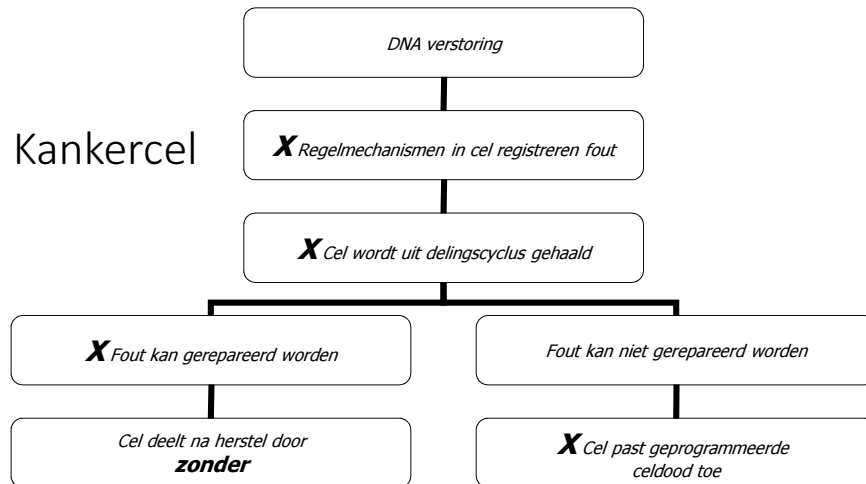 DNA verstoring
Kankercel
X Regelmechanismen in cel registreren fout
X Cel wordt uit delingscyclus gehaald
X Fout kan gerepareerd worden
Fout kan niet gerepareerd worden
Cel deelt na herstel door
zonder
X Cel past geprogrammeerde
celdood toe